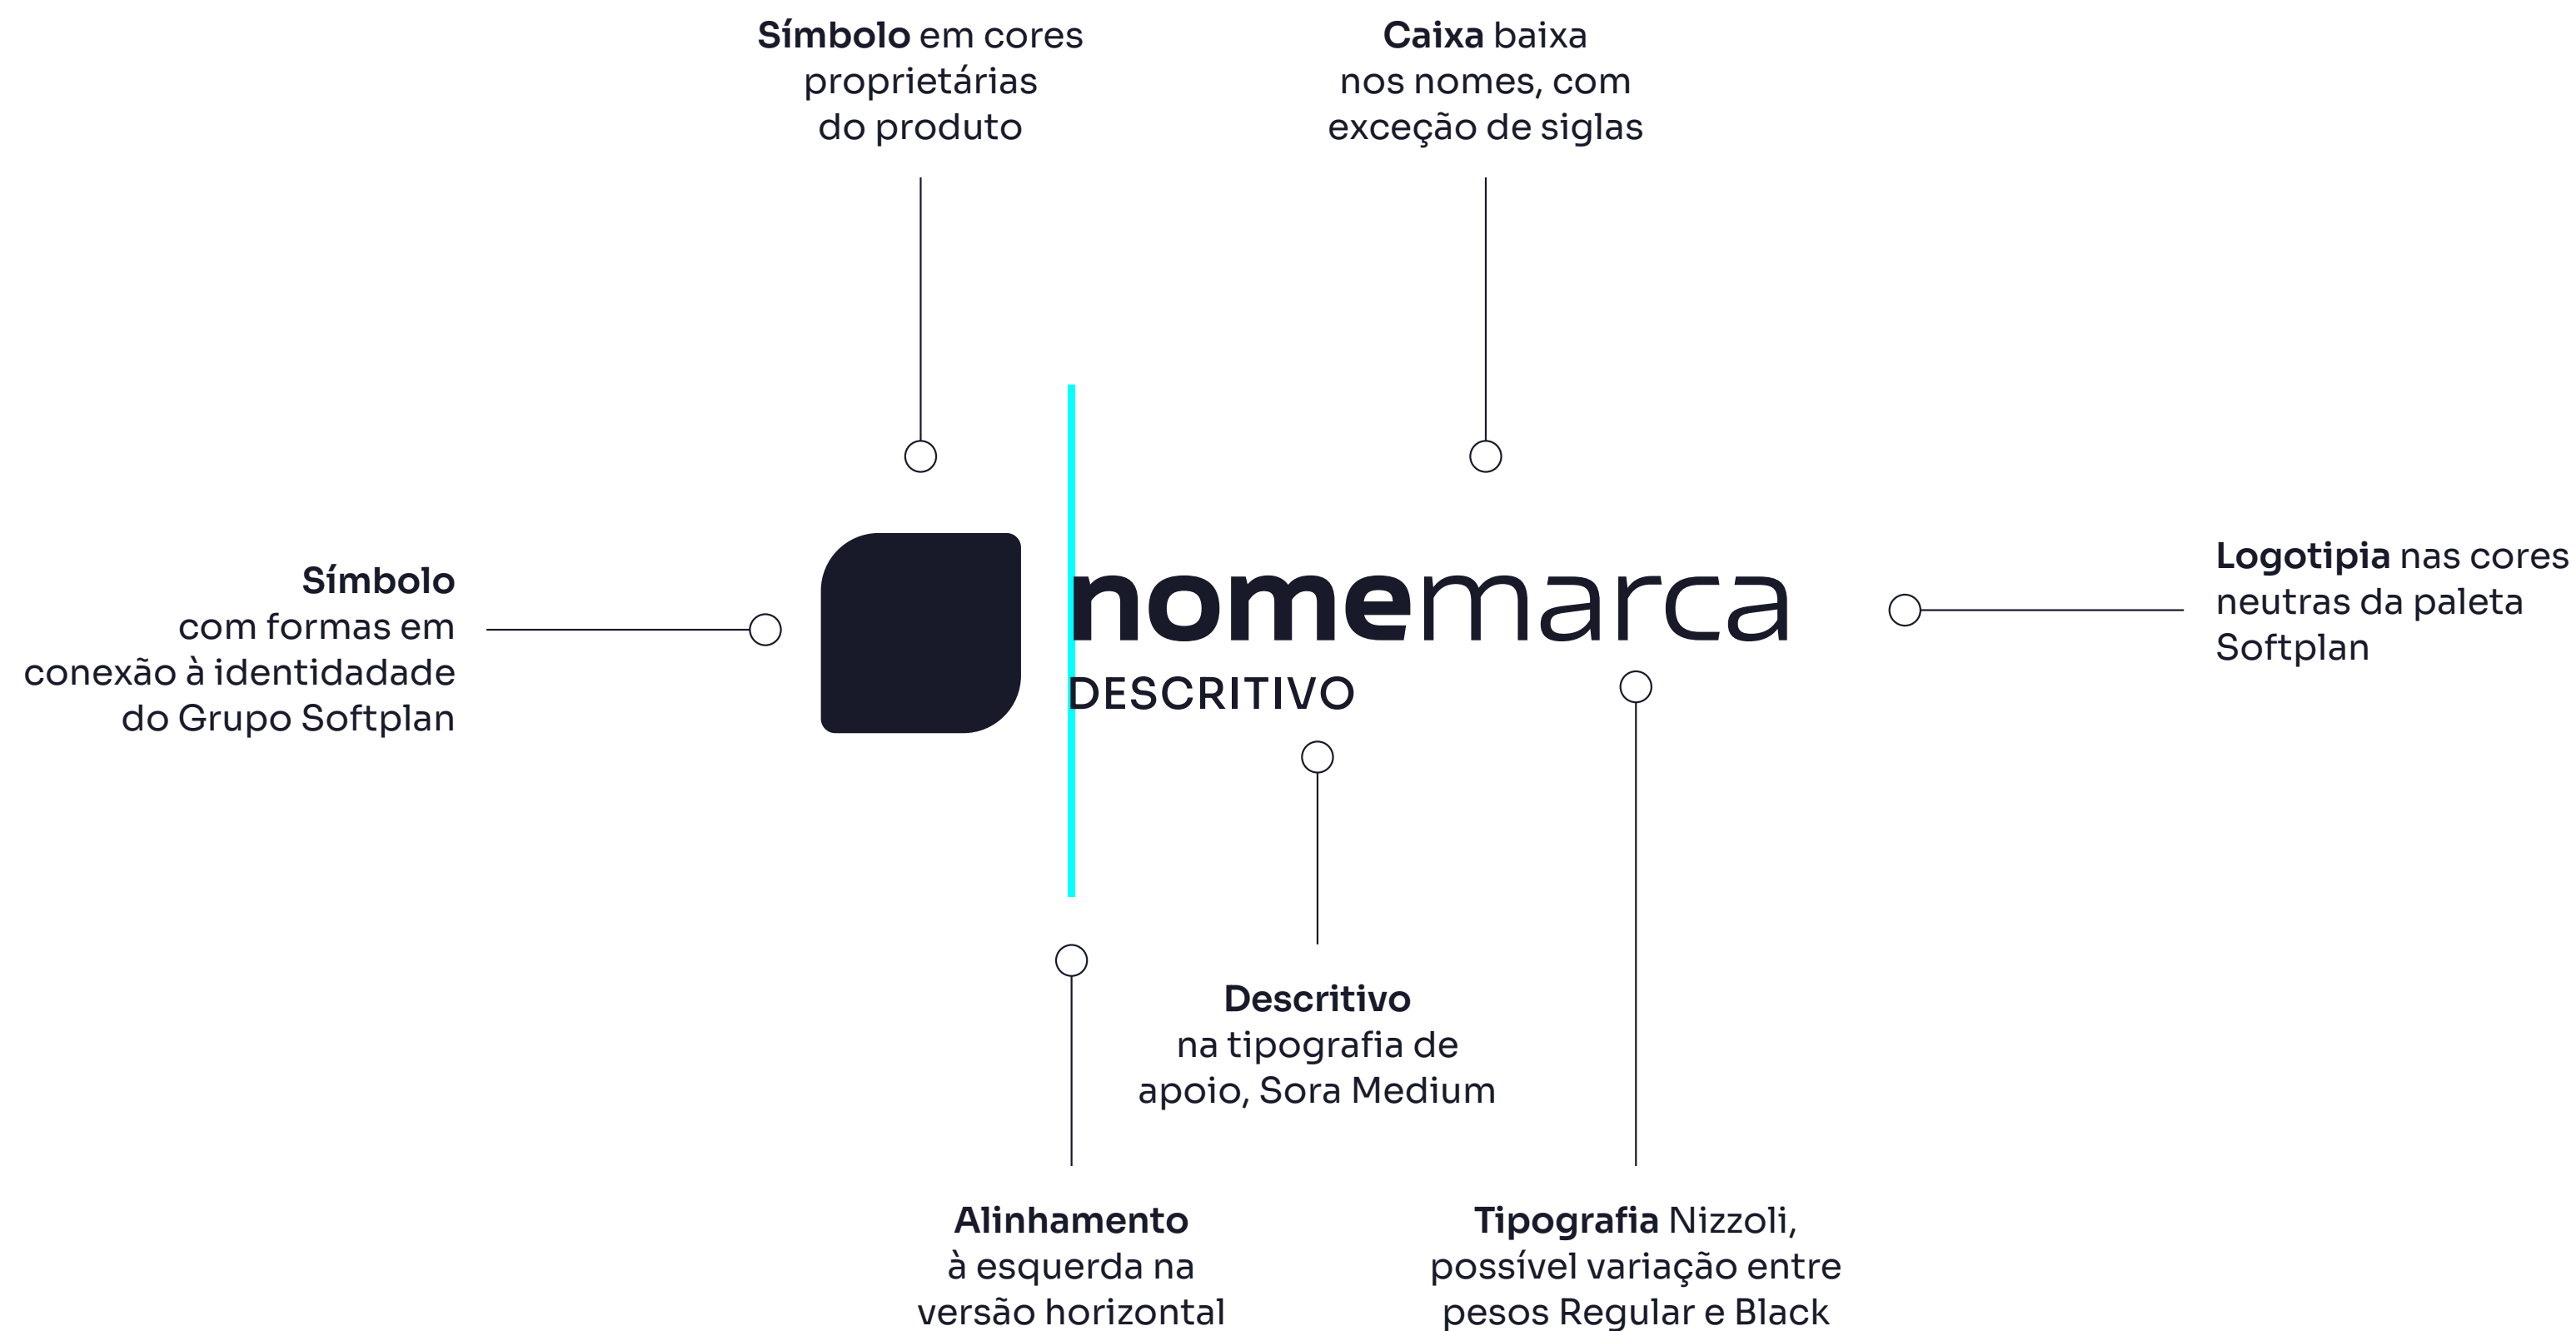 Símbolo em cores
proprietárias
do produto
Caixa baixa
nos nomes, com
exceção de siglas
Símbolo
com formas em
conexão à identidadade
do Grupo Softplan
nomemarca
DESCRITIVO
Logotipia nas cores
neutras da paleta
Softplan
Descritivo
na tipografia de
apoio, Sora Medium
Alinhamento
à esquerda na
versão horizontal
Tipografia Nizzoli,
possível variação entre
pesos Regular e Black